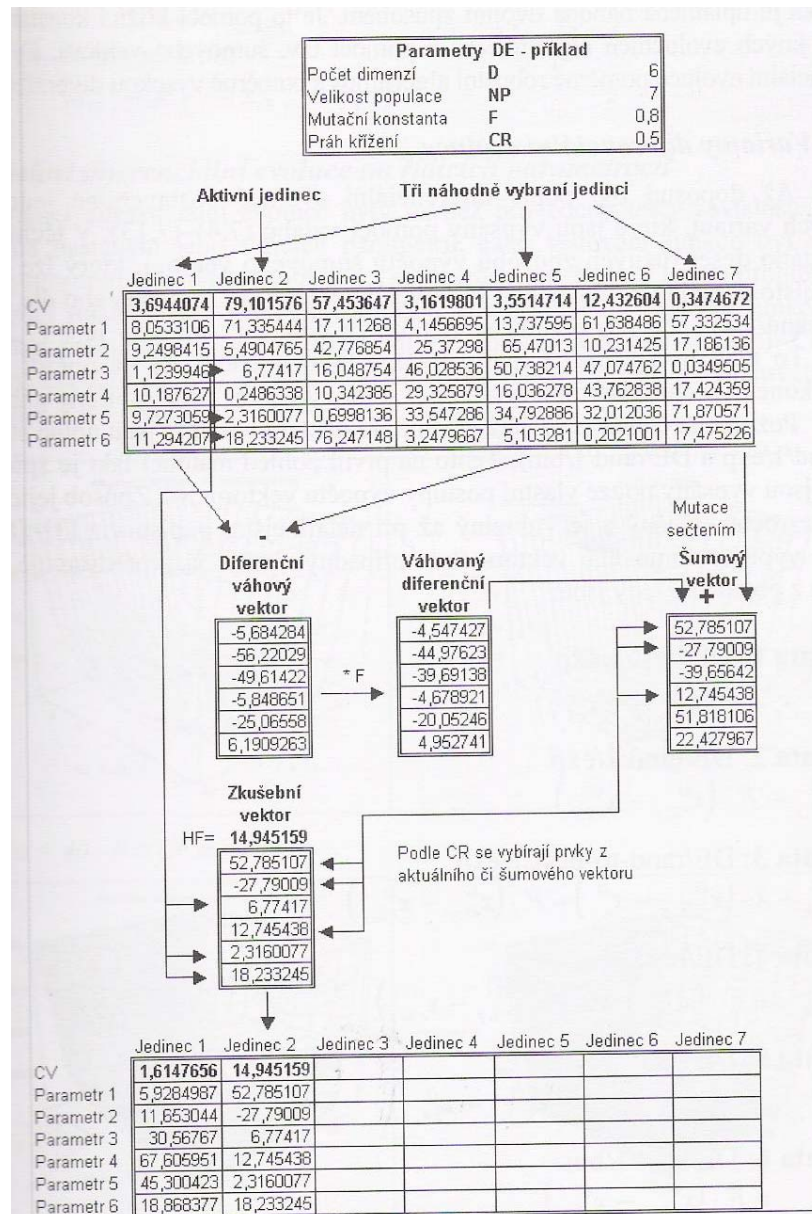 Parametry DE - příklad
Počet dimenzí D 6
Velikost populace NP 7
Mutační konstanta F 0,8
Práh křížení CR 0,5
Aktivní jedinec Tři náhodně vybraní jedinci
Jedinec 1 Jedinec 2 Jedinec 3 Jedinec 4 Jedinec 5 Jedinec 6 Jedinec 7
CV 3,6944074 79,101576 57,453647 3,1619801 3,5514714 12,432604 0,3474672
Parametr 1 8,0533106 71,335444 17,111268 4,1456695 13,737595 61,638486 57,332534
Parametr 2 9,2498415 5,4904765 42,776854 25,37298 65,47013 10,231425 17,186136
Parametr 3 1,1239946 6,77417 16,048754 46,028536 50,738214 47,074762 0,0349505
Parametr 4 10,187627 0,2486338 10,342385 29,325879 16,036278 43,762838 17,424359
Parametr 5 9,7273059 2,3160077 0,6998136 33,547286 34,792886 32,012036 71,870571
Parametr 6 11,294207 18,233245 76,247148 3,2479667 5,103281 0,2021001 17,475226
Mutace
sečtením
-
Diferenční
váhový
vektor
Váhovaný
diferenční
vektor
Šumový
vektor
+
-5,684284 -4,547427 52,785107
-56,22029 -44,97623 -27,79009
-49,61422 -39,69138 -39,65642
* F
-5,848651 -4,678921 12,745438
-25,06558 -20,05246 51,818106
6,1909263 4,952741 22,427967
Zkušební
vektor
HF= 14,945159
52,785107
-27,79009
6,77417
12,745438
2,3160077
18,233245
Podle CR se vybírají prvky z
aktuálního či šumového vektoru
Jedinec 1 Jedinec 2 Jedinec 3 Jedinec 4 Jedinec 5 Jedinec 6 Jedinec 7
CV 1,6147656 14,945159
Parametr 1 5,9284987 52,785107
Parametr 2 11,653044 -27,79009
Parametr 3 30,56767 6,77417
Parametr 4 67,605951 12,745438
Parametr 5 45,300423 2,3160077
Parametr 6 18,868377 18,233245